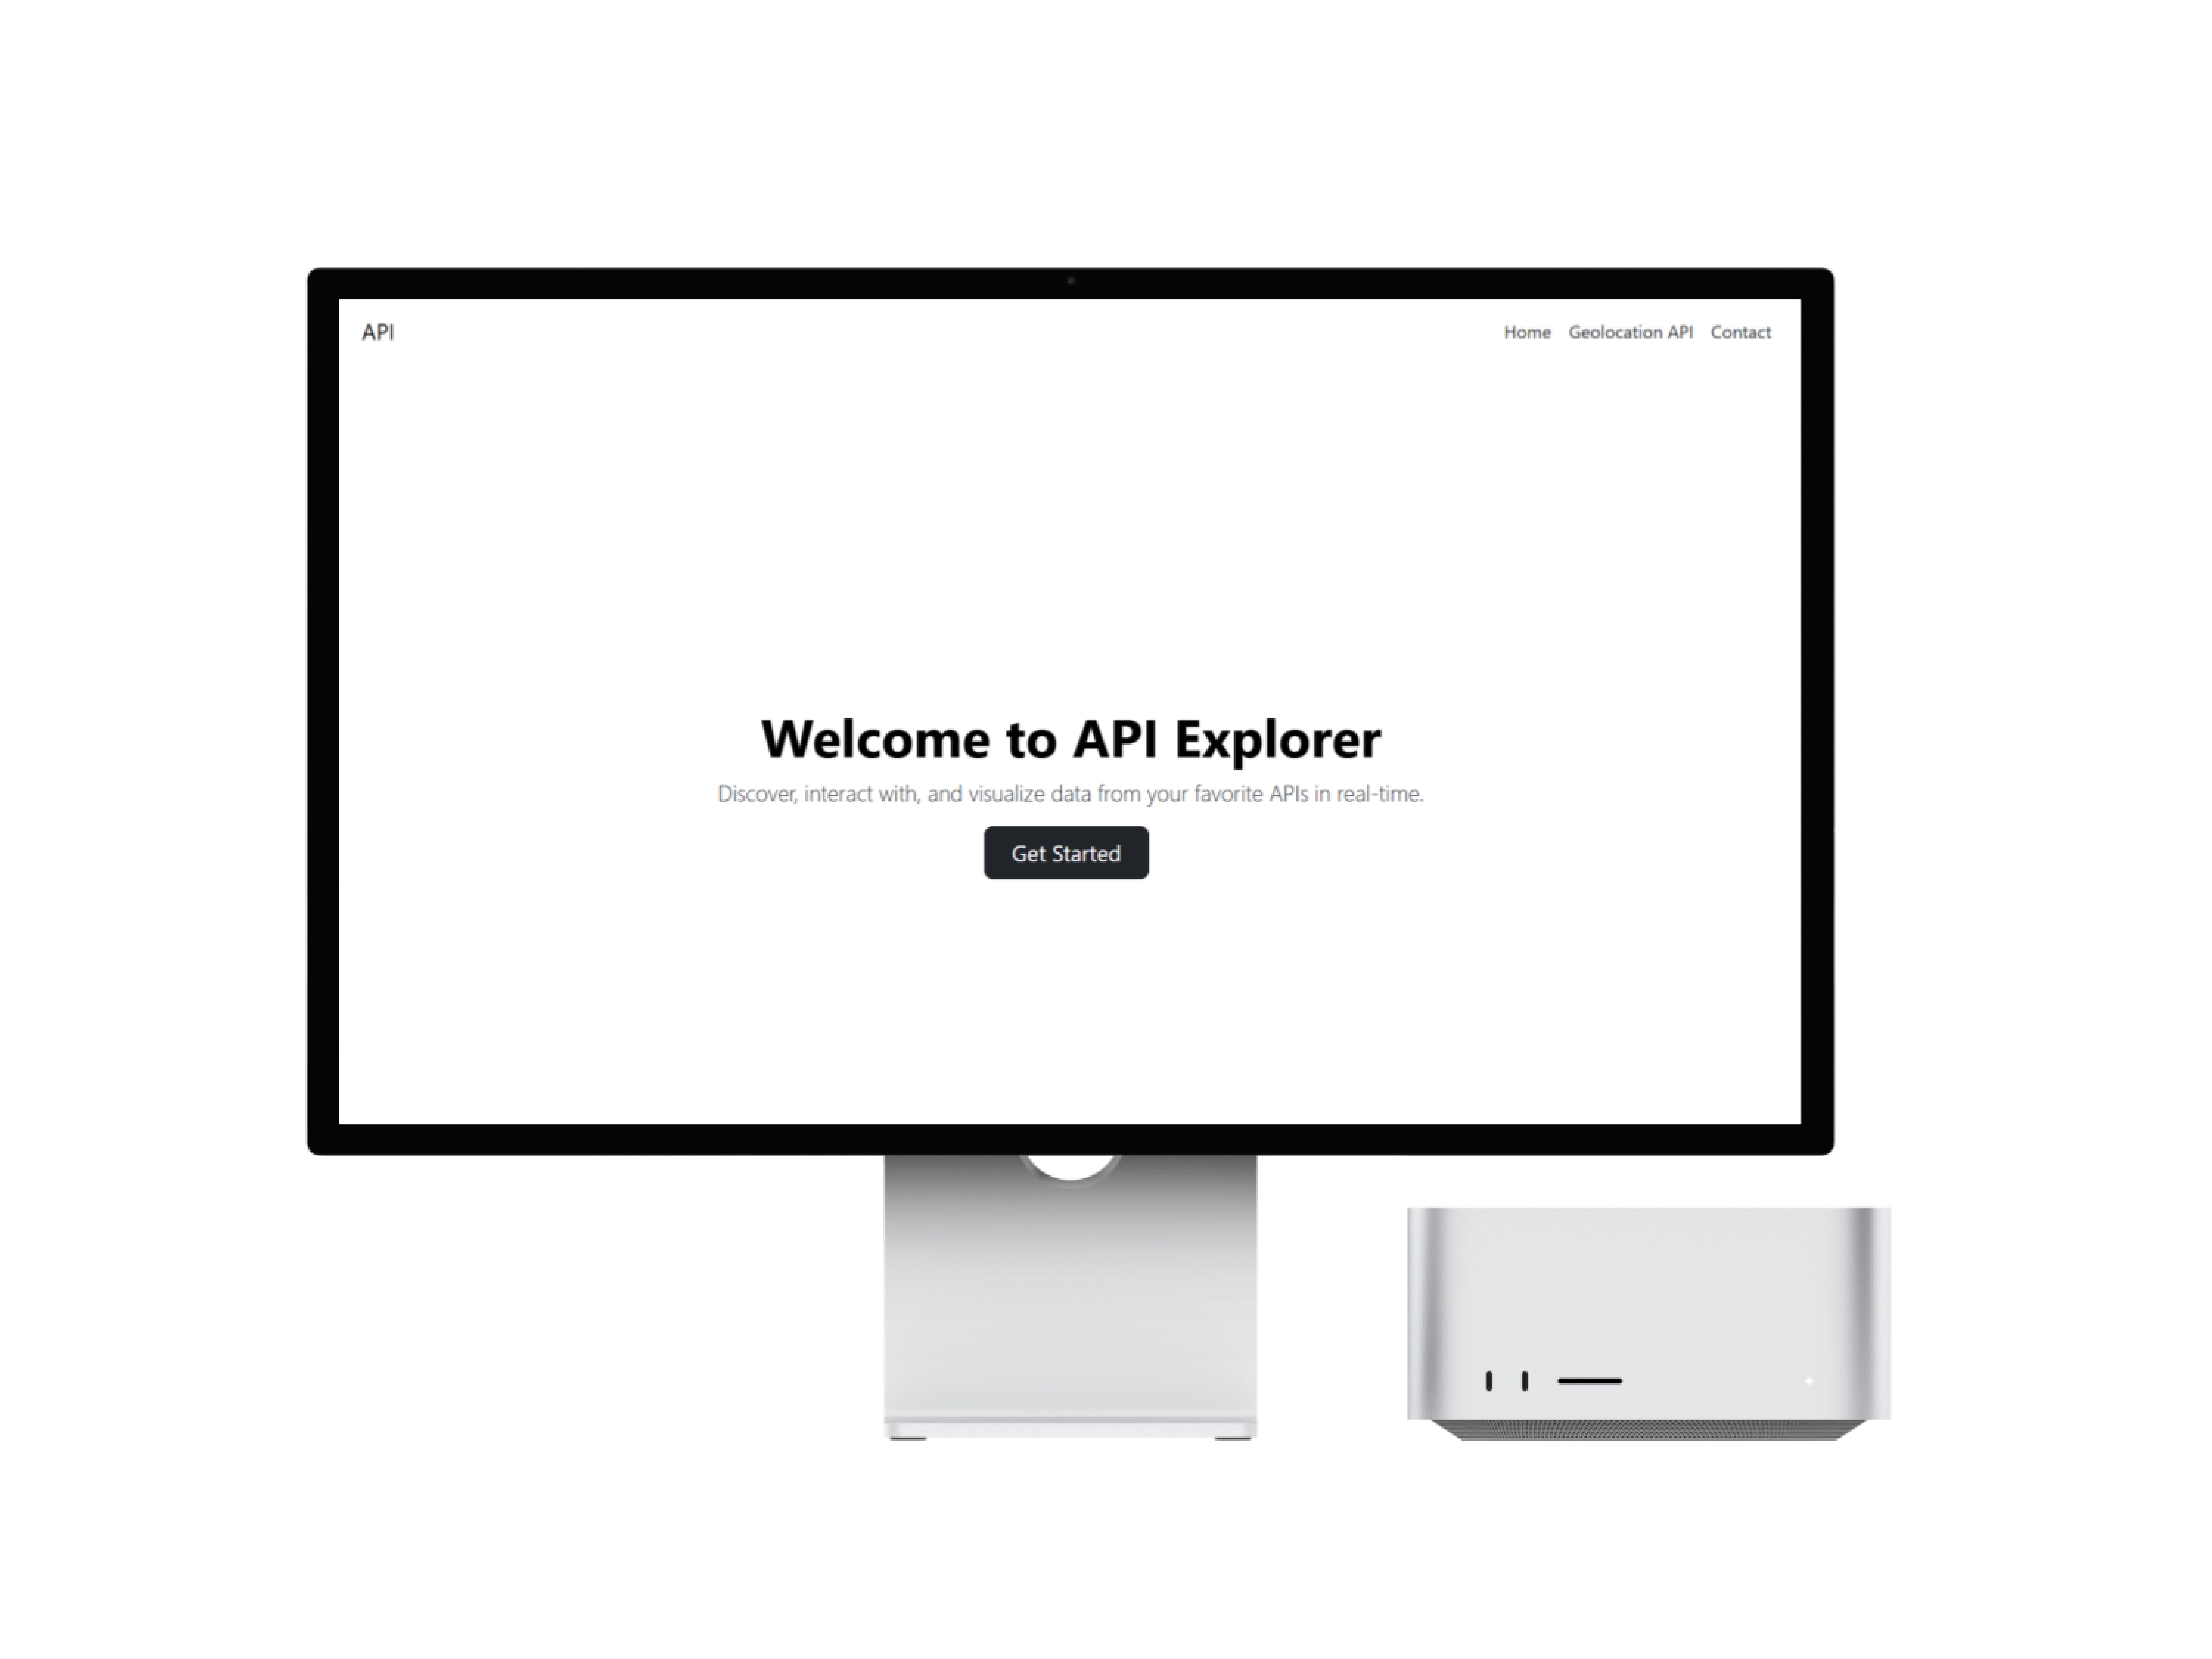 API
Home Geolocation API Contact
Welcome to API Explorer
Discover, interact with, and visualize data from your favorite APIs in real-time.
Get Started